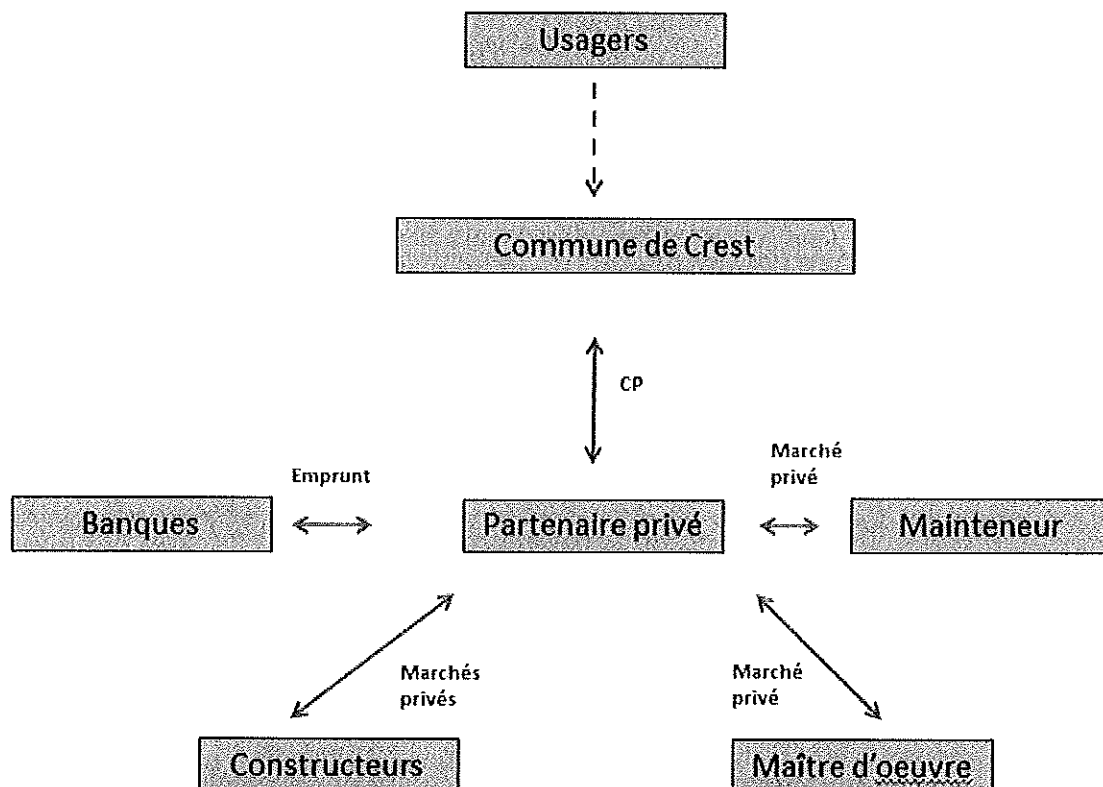 Usagers
Commune de Crest
CP
Emprunt
Marché
privé
Banques
Partenaire privé
Mainteneur
Marchés
privés
Marché
privé
Constructeurs
Maître d'oeuvre